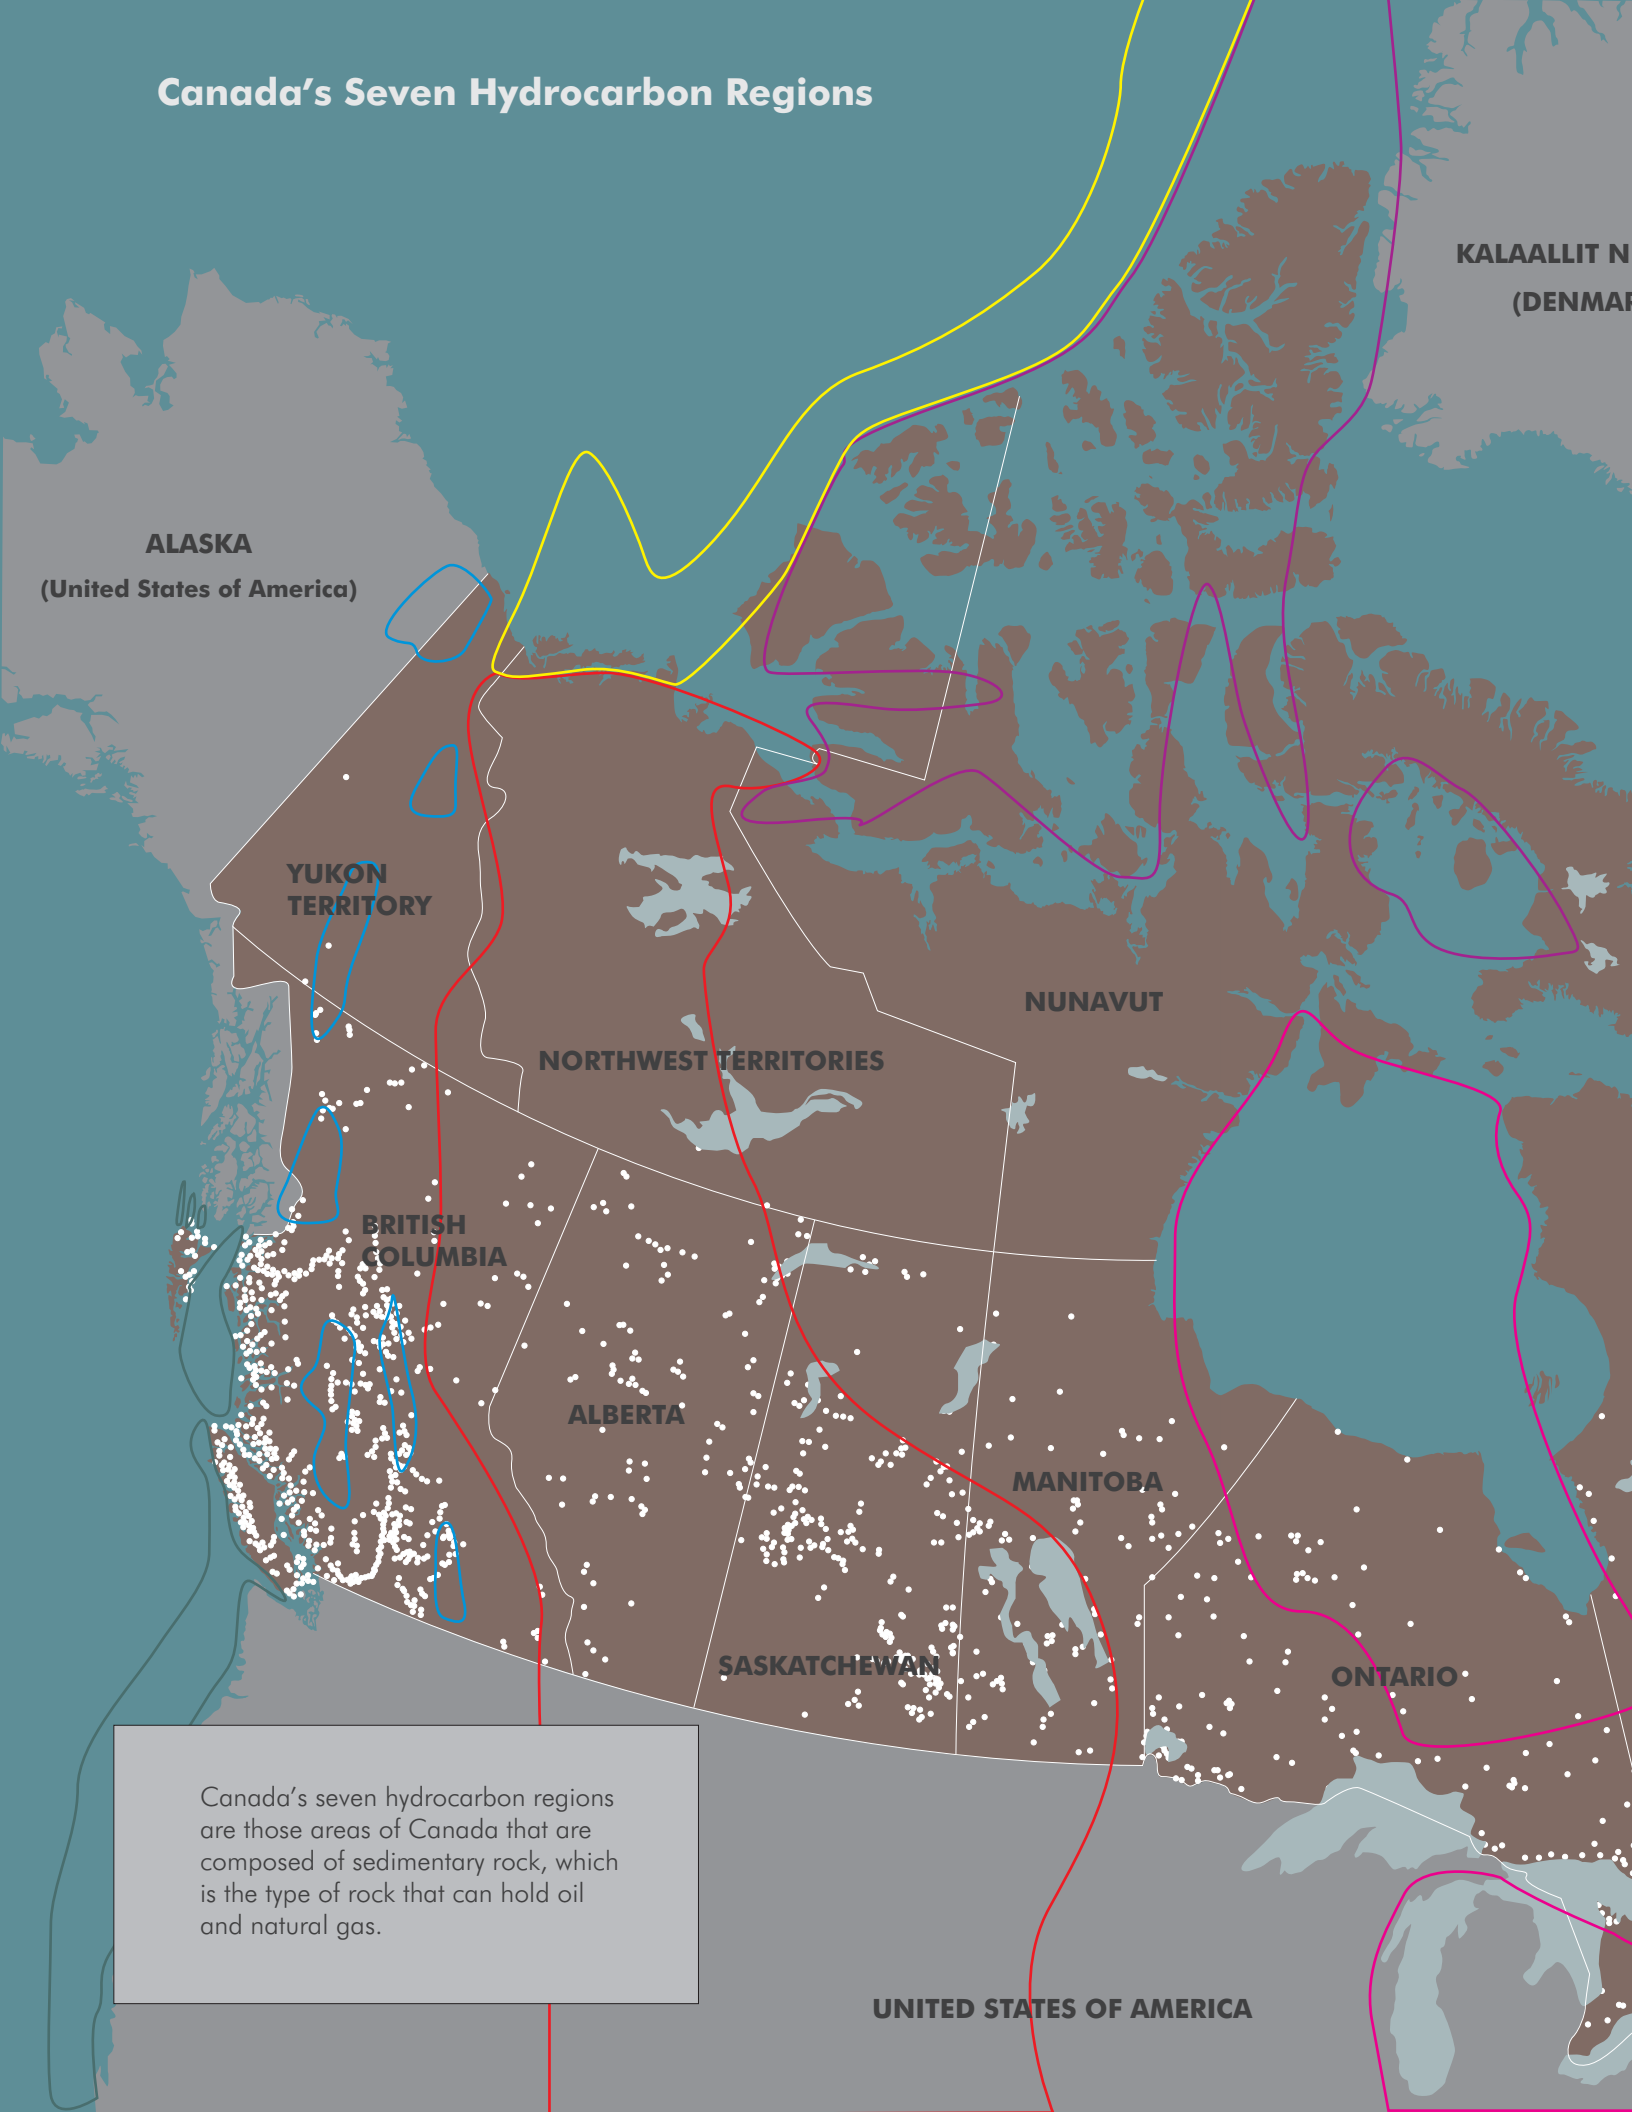 Canada's Seven Hydrocarbon Regions
KALAALLIT N
(DENMAR
ALASKA
(United States of America)
YUKON
TERRITORY
NUNAVUT
NORTHWEST TERRITORIES
BRITISH
COLUMBIA
ALBERTA
MANITOBA
SASKATCHEWAN
ONTARIO
Canada's seven hydrocarbon regions
are those areas of Canada that are
composed of sedimentary rock, which
is the type of rock that can hold oil
and natural gas.
UNITED STATES OF AMERICA